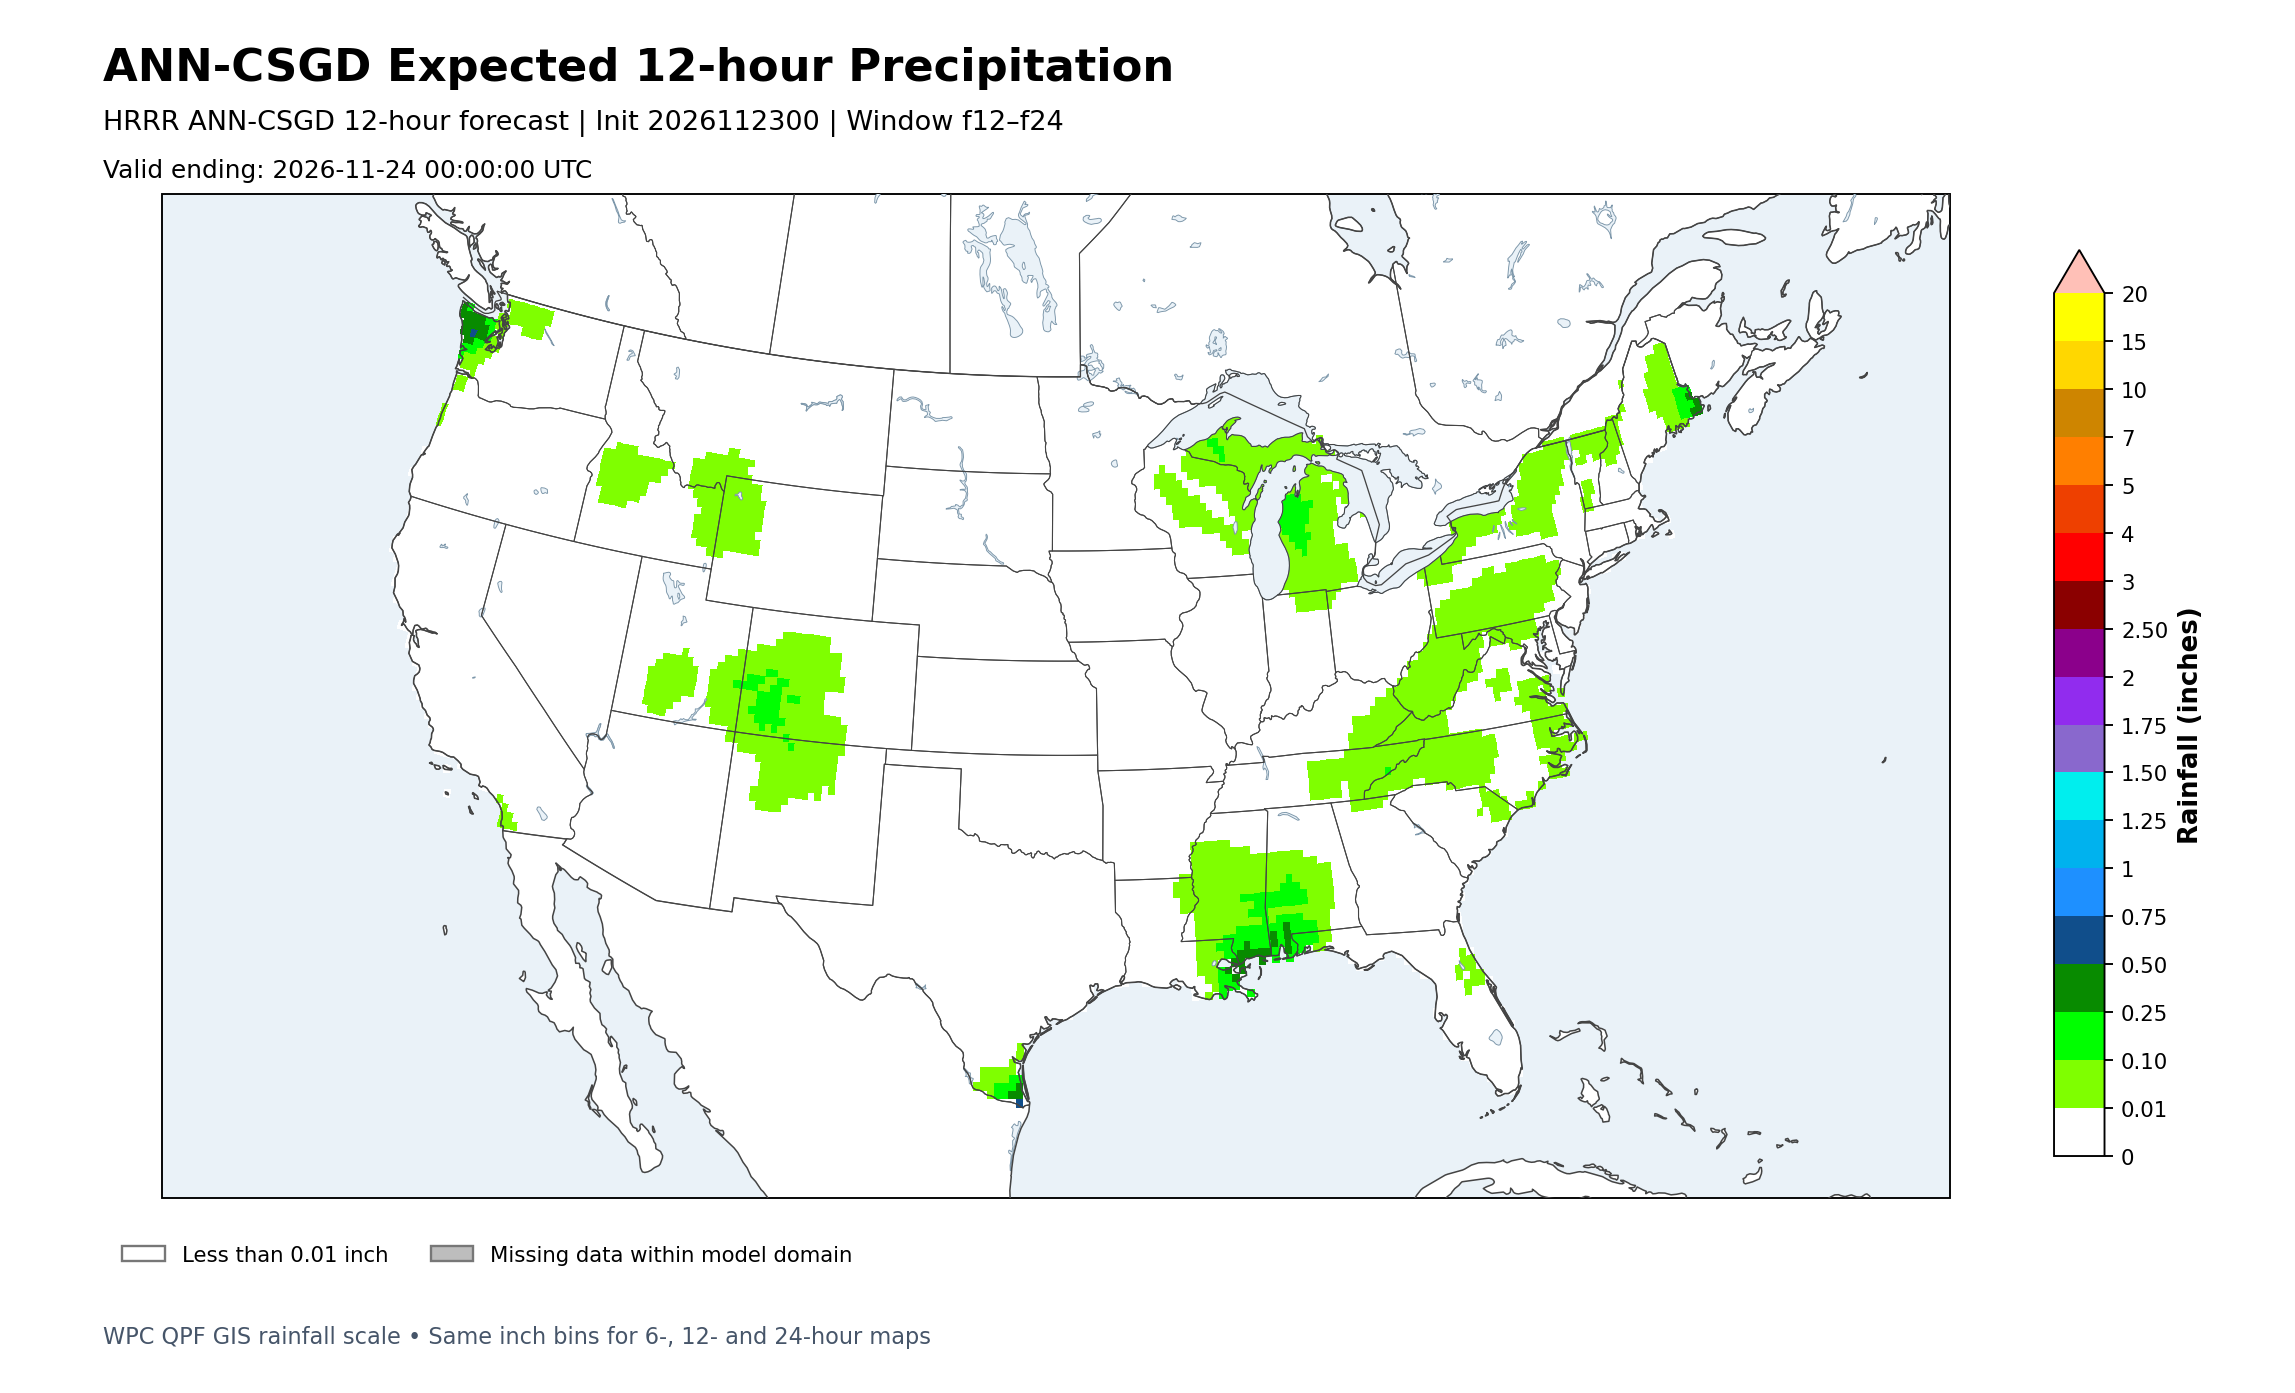 ANN-CSGD Expected 12-hour Precipitation
HRRR ANN-CSGD 12-hour forecast | Init 2026112300 | Window f12–f24
Valid ending: 2026-11-24 00:00:00 UTC
20
15
10
7
5
4
3
2.50
2
1.75
1.50
1.25
1
0.75
0.50
0.25
0.10
0.01
0
Rainfall (inches)
Less than 0.01 inch
Missing data within model domain
WPC QPF GIS rainfall scale • Same inch bins for 6-, 12- and 24-hour maps